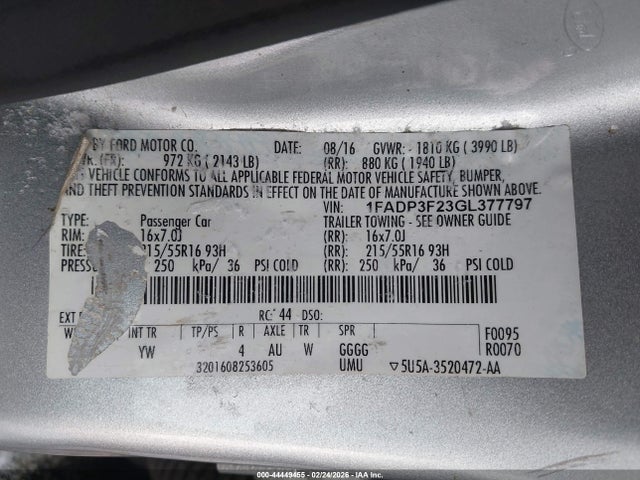 BY FORD MOTOR CO. DATE: 08/16 GVWR: 1810 KG ( 3990 LB)
972 KG ( 2143 LB) (RR): 880 KG ( 1940 LB)
VEHICLE CONFORMS TO ALL APPLICABLE FEDERAL MOTOR VEHICLE SAFETY, BUMPER,
AND THEFT PREVENTION STANDARDS IN EFFECT ON THE DATE OF MANUFACTURE SHOWN ABOVE.
VIN: 1FADP3F23GL377797
TYPE: Passenger Car TRAILER TOWING - SEE OWNER GUIDE
RIM: 16x7.0J (RR): 16x7.0J
TIRE: 215/55R16 93H (RR): 215/55R16 93H
PRESSU 250 kPa/ 36 PSI COLD (RR): 250 kPa/ 36 PSI COLD
EXT RC: 44 DSO:
INT TR TP/PS R AXLE TR SPR F0095
YW 4 AU W GGGG R0070
3201608253605 UMU 5U5A-3520472-AA
000-44449455 - 02/24/2026 - IAA Inc.